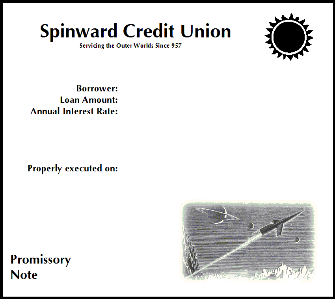 Spinward Credit Union
Servicing the Outer Worlds Since 957
Borrower:
Loan Amount:
Annual Interest Rate:
Properly executed on:
Promissory
Note